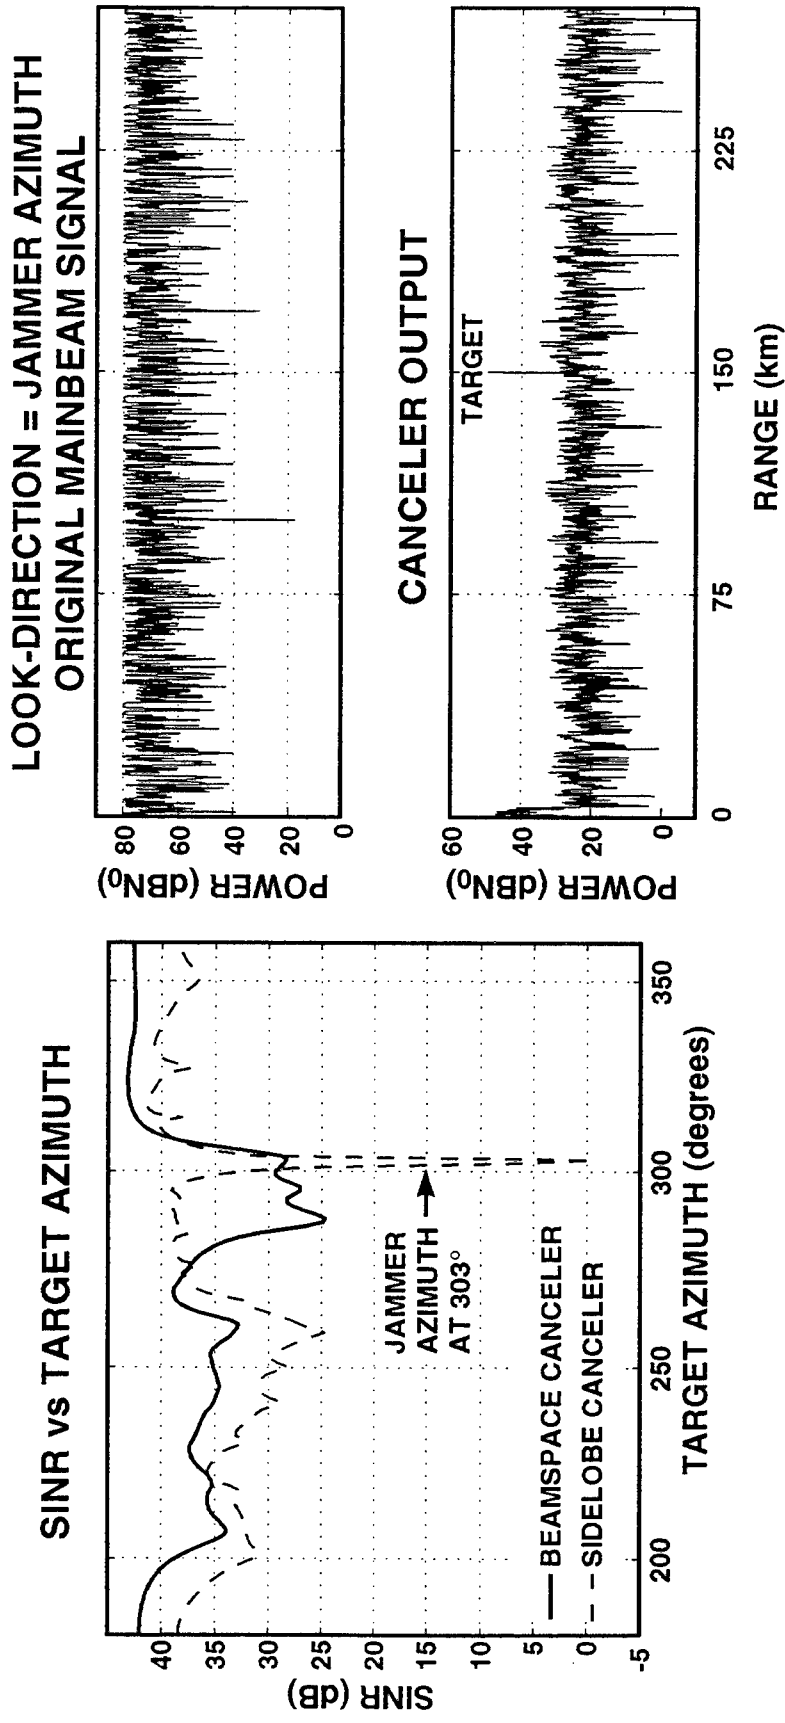 SINR vs TARGET AZIMUTH
SINR (dB)
40
35
30
25
20
15
10
5
0
-5
JAMMER
AZIMUTH
AT 303°
BEAMSPACE CANCELER
SIDELOBE CANCELER
200
250
300
350
TARGET AZIMUTH (degrees)
LOOK-DIRECTION = JAMMER AZIMUTH
ORIGINAL MAINBEAM SIGNAL
POWER (dBN₀)
80
60
40
20
0
CANCELER OUTPUT
TARGET
POWER (dBN₀)
60
40
20
0
0
75
150
225
RANGE (km)